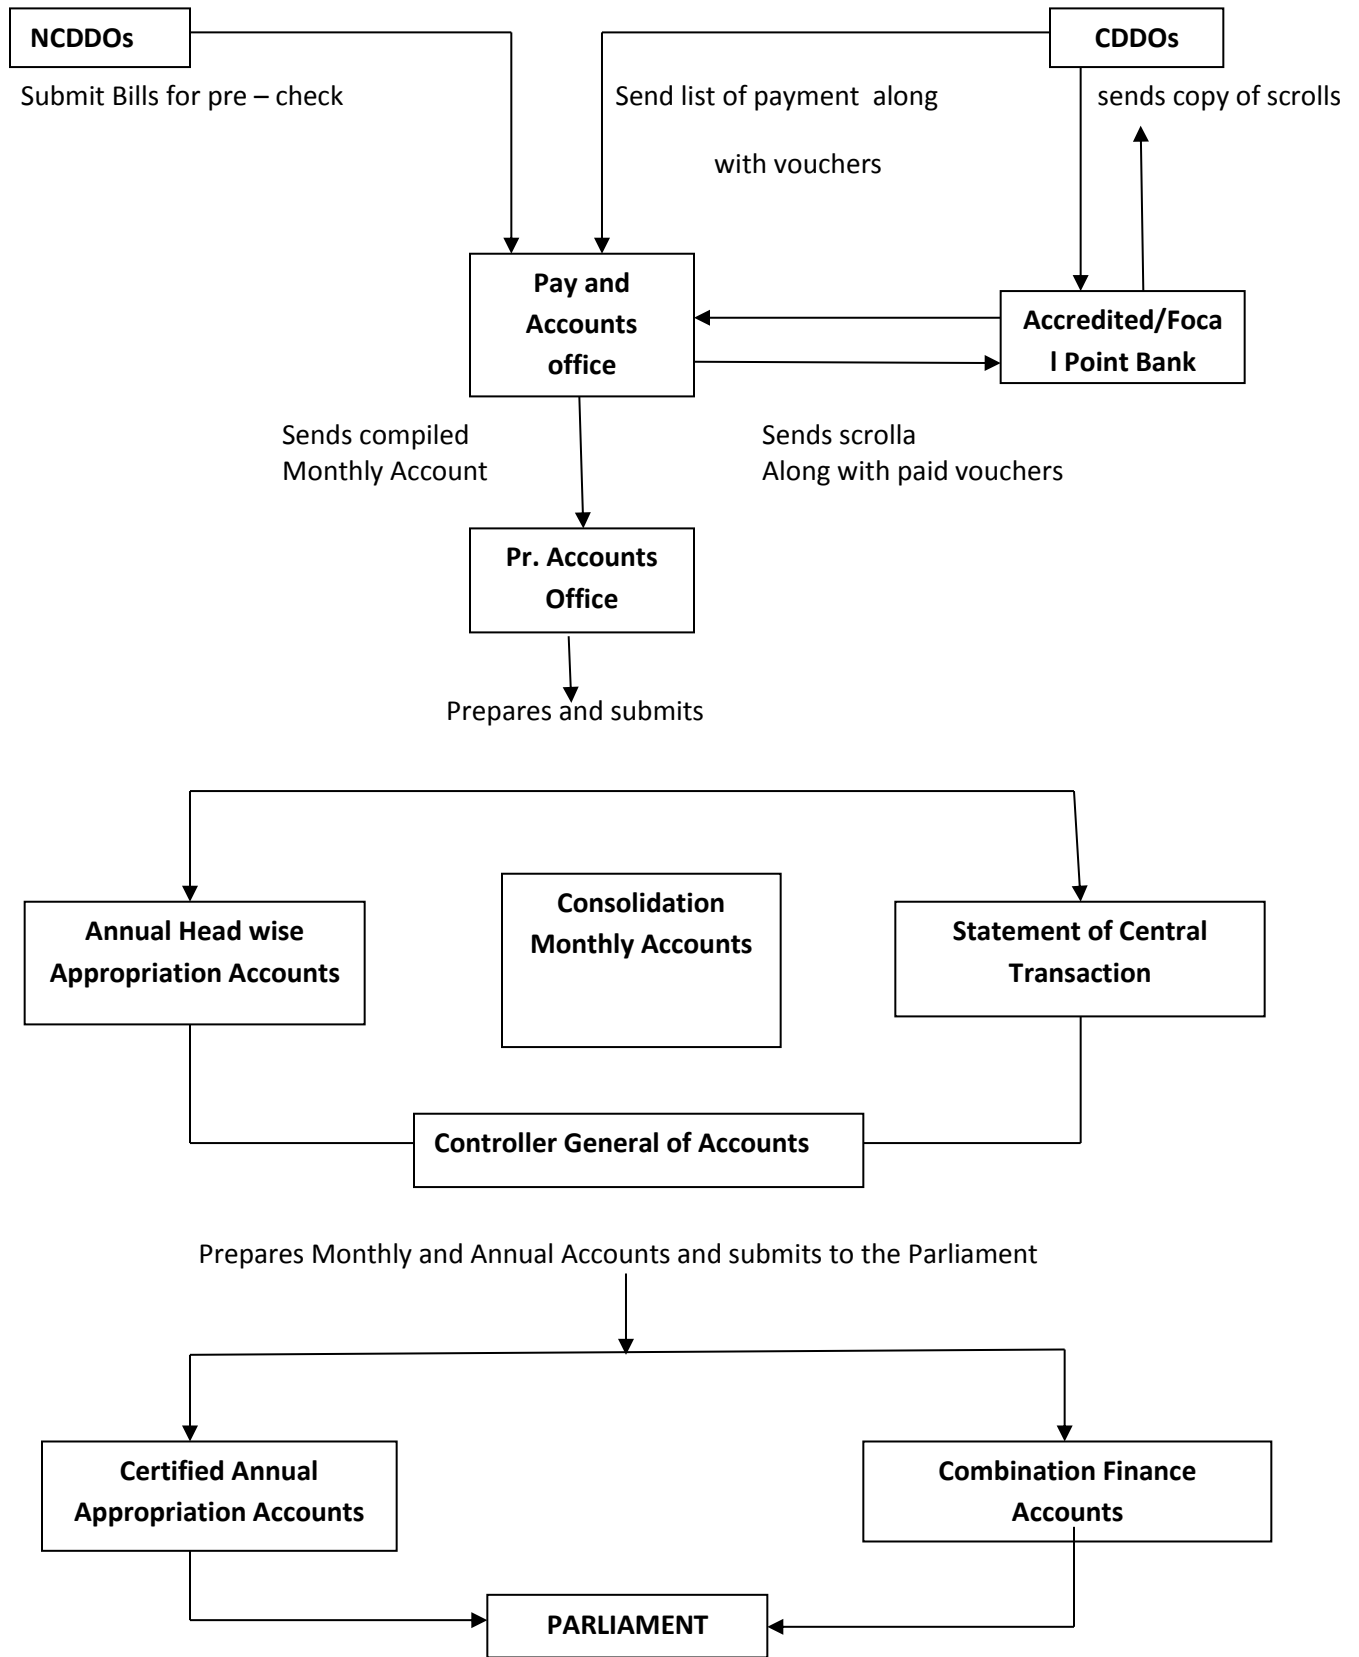 NCDDOs
CDDOs
Submit Bills for pre – check
Send list of payment along
with vouchers
sends copy of scrolls
Pay and
Accounts
office
Accredited/Foca
l Point Bank
Sends compiled
Monthly Account
Sends scrolla
Along with paid vouchers
Pr. Accounts
Office
Prepares and submits
Annual Head wise
Appropriation Accounts
Consolidation
Monthly Accounts
Statement of Central
Transaction
Controller General of Accounts
Prepares Monthly and Annual Accounts and submits to the Parliament
Certified Annual
Appropriation Accounts
Combination Finance
Accounts
PARLIAMENT